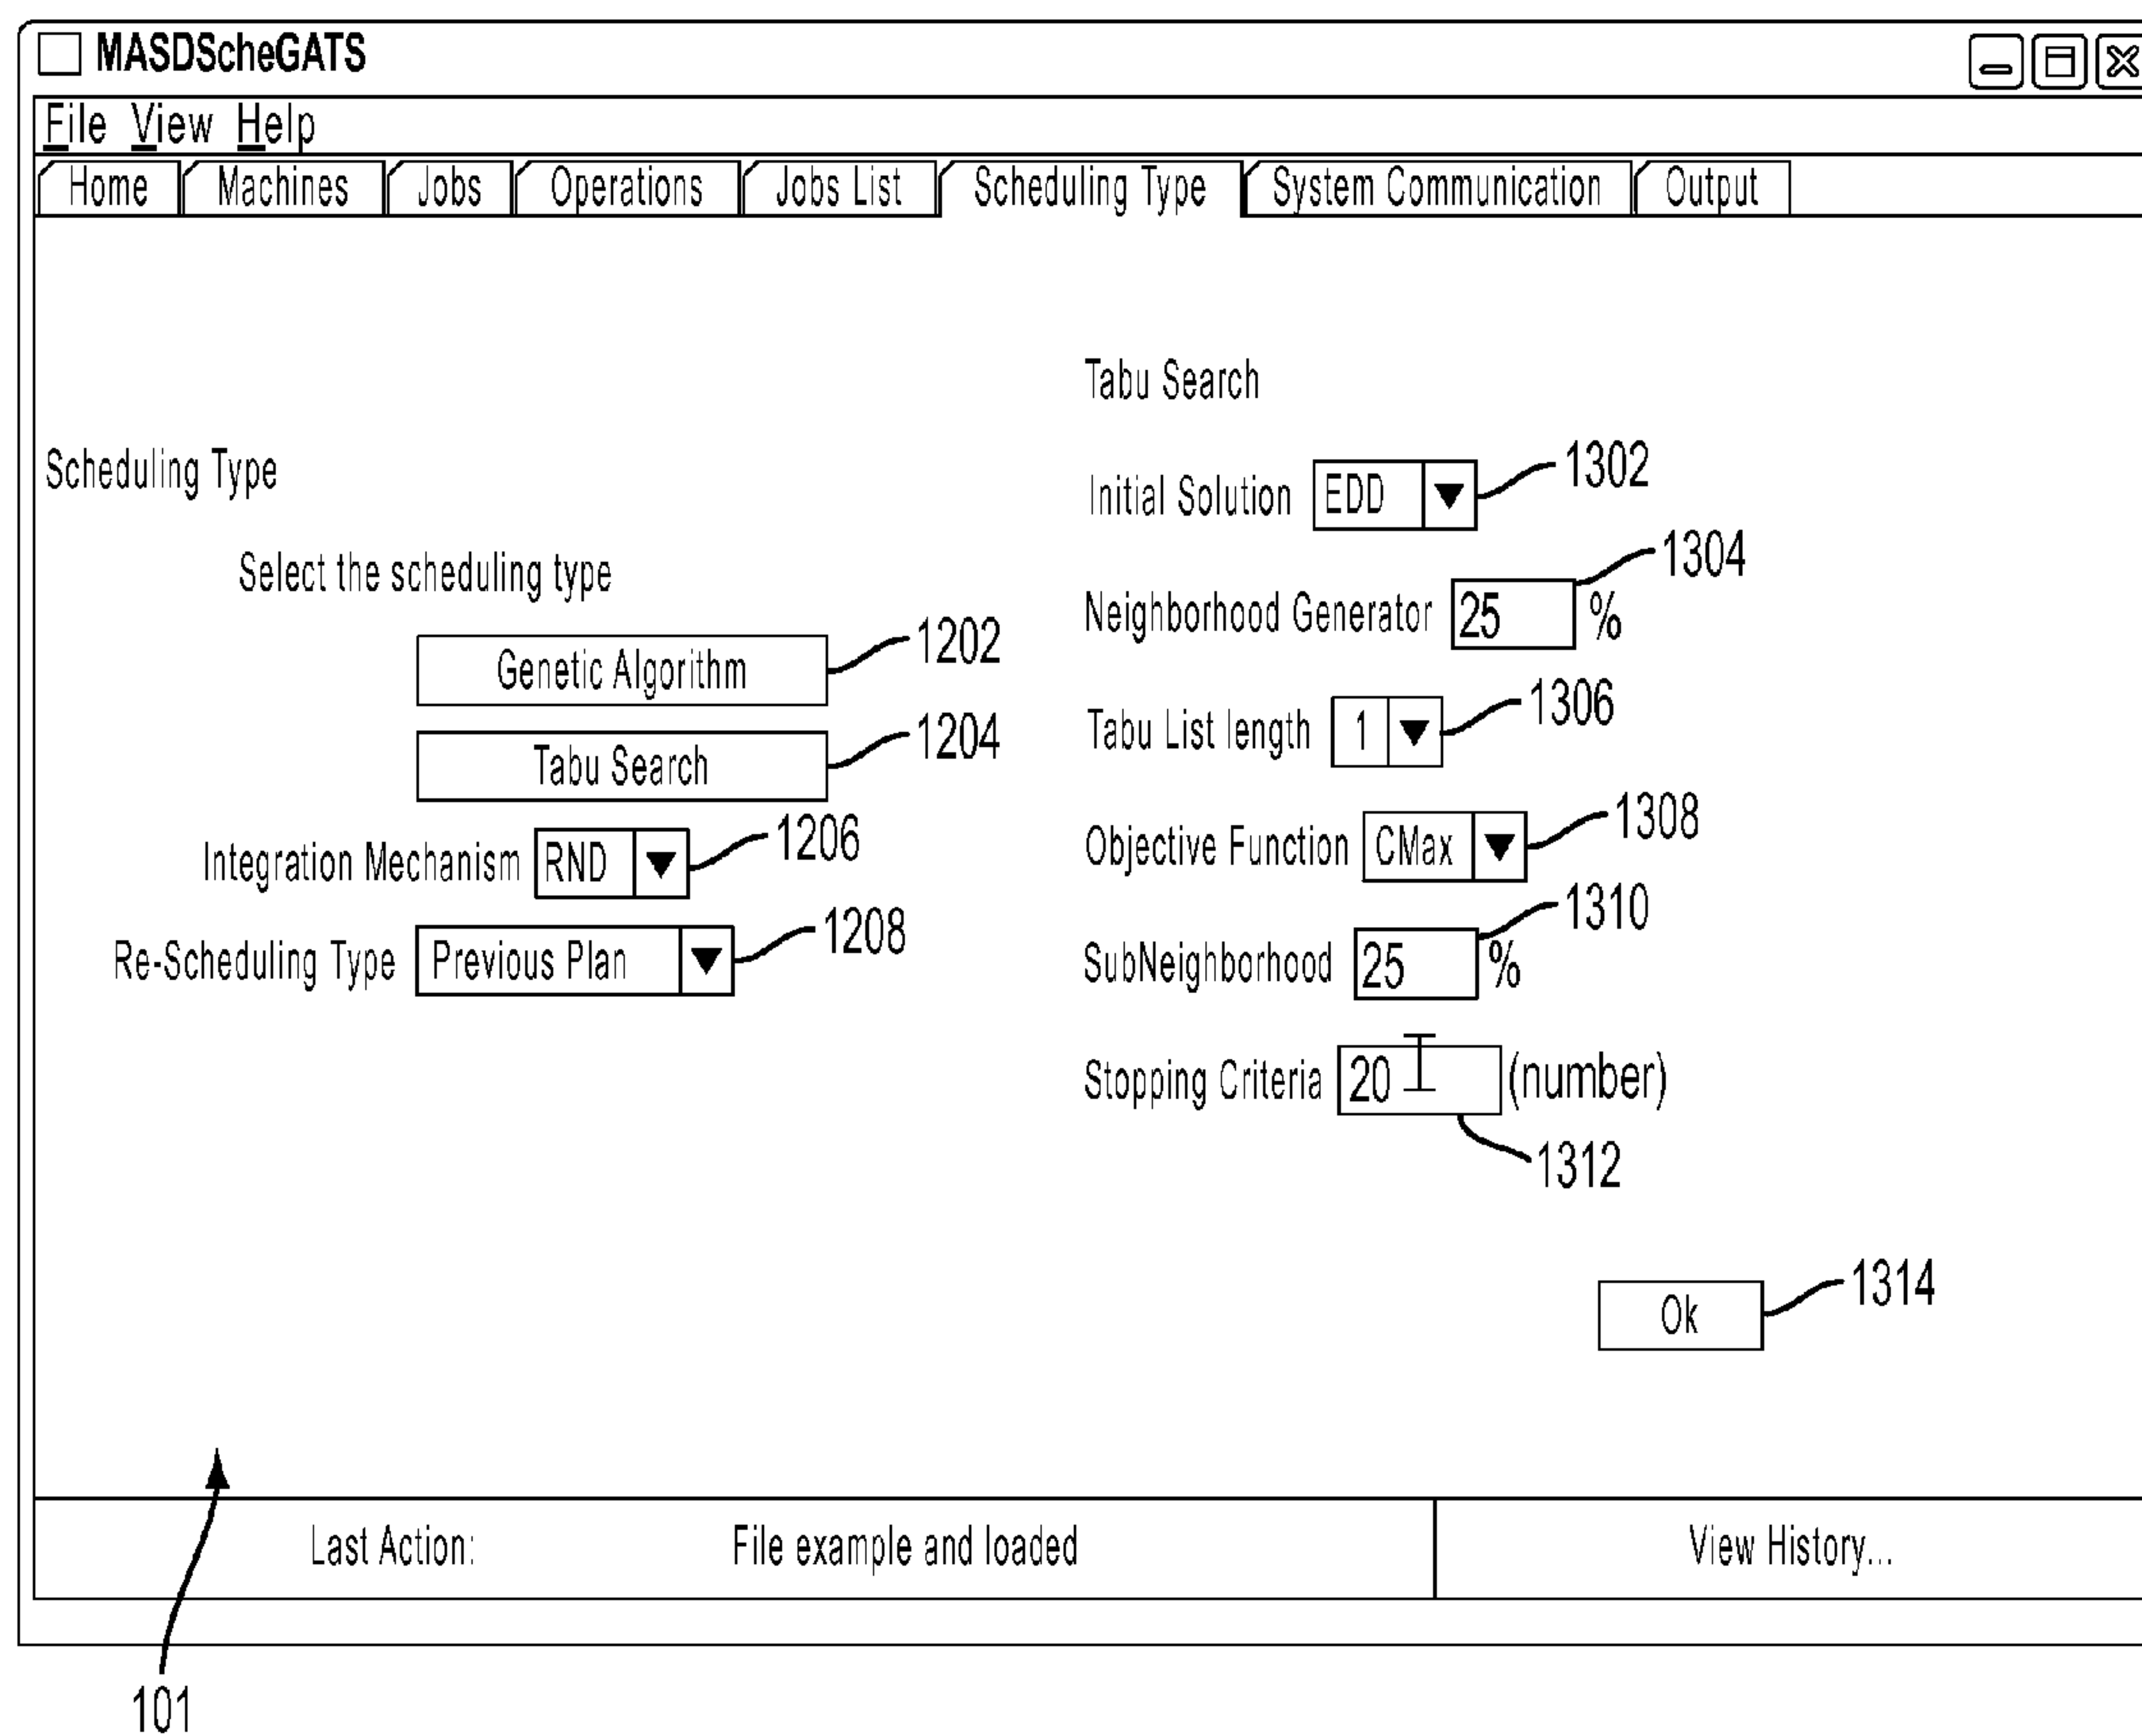 MASDScheGATS
File View Help
Home Machines Jobs Operations Jobs List Scheduling Type System Communication Output
Scheduling Type
Select the scheduling type
Genetic Algorithm 1202
Tabu Search 1204
Integration Mechanism RND 1206
Re-Scheduling Type Previous Plan 1208
Tabu Search
Initial Solution EDD 1302
Neighborhood Generator 25 % 1304
Tabu List length 1 1306
Objective Function CMax 1308
SubNeighborhood 25 % 1310
Stopping Criteria 20 (number)
1312
Ok 1314
Last Action: File example and loaded View History...
101